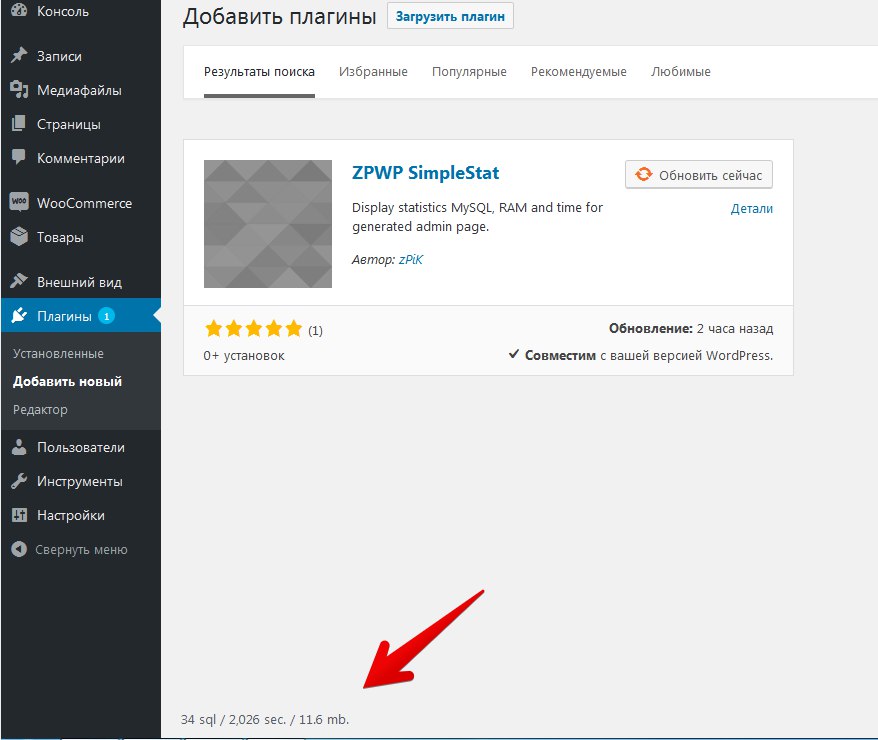 Консоль
Записи
Медиафайлы
Страницы
Комментарии
WOO WooCommerce
Товары
Внешний вид
Плагины 1
Установленные
Добавить новый
Редактор
Пользователи
Инструменты
Настройки
Свернуть меню
Добавить плагины Загрузить плагин
Результаты поиска Избранные Популярные Рекомендуемые Любимые
ZPWP SimpleStat
Обновить сейчас
Display statistics MySQL, RAM and time for
generated admin page.
Детали
Автор: zPiK
(1)
0+ установок
Обновление: 2 часа назад
Совместим с вашей версией WordPress.
34 sql / 2,026 sec. / 11.6 mb.